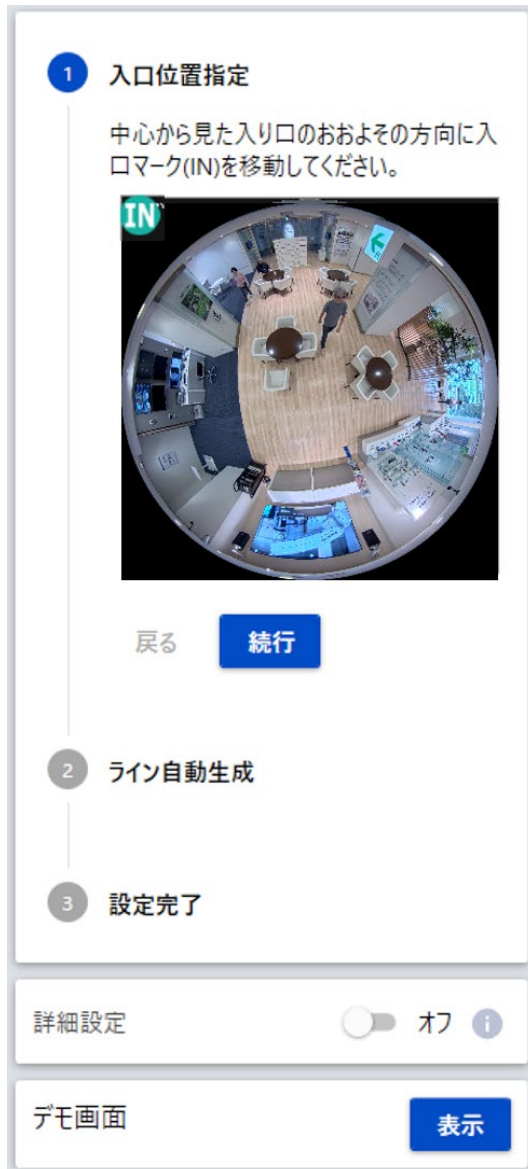 1 入口位置指定
中心から見た入り口のおおよその方向に入
口マーク(IN)を移動してください。
IN
戻る 続行
2 ライン自動生成
3 設定完了
詳細設定 オフ i
デモ画面 表示